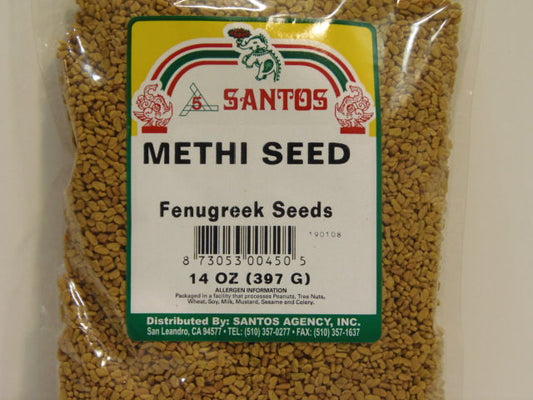 5
SANTOS
METHI SEED
Fenugreek Seeds
190108
8 73053 00450 5
14 OZ (397 G)
ALLERGEN INFORMATION
Packaged in a facility that processes Peanuts, Tree Nuts,
Wheat, Soy, Milk, Mustard, Sesame and Celery.
Distributed By: SANTOS AGENCY, INC.
San Leandro, CA 94577 • TEL: (510) 357-0277 • FAX: (510) 357-1637